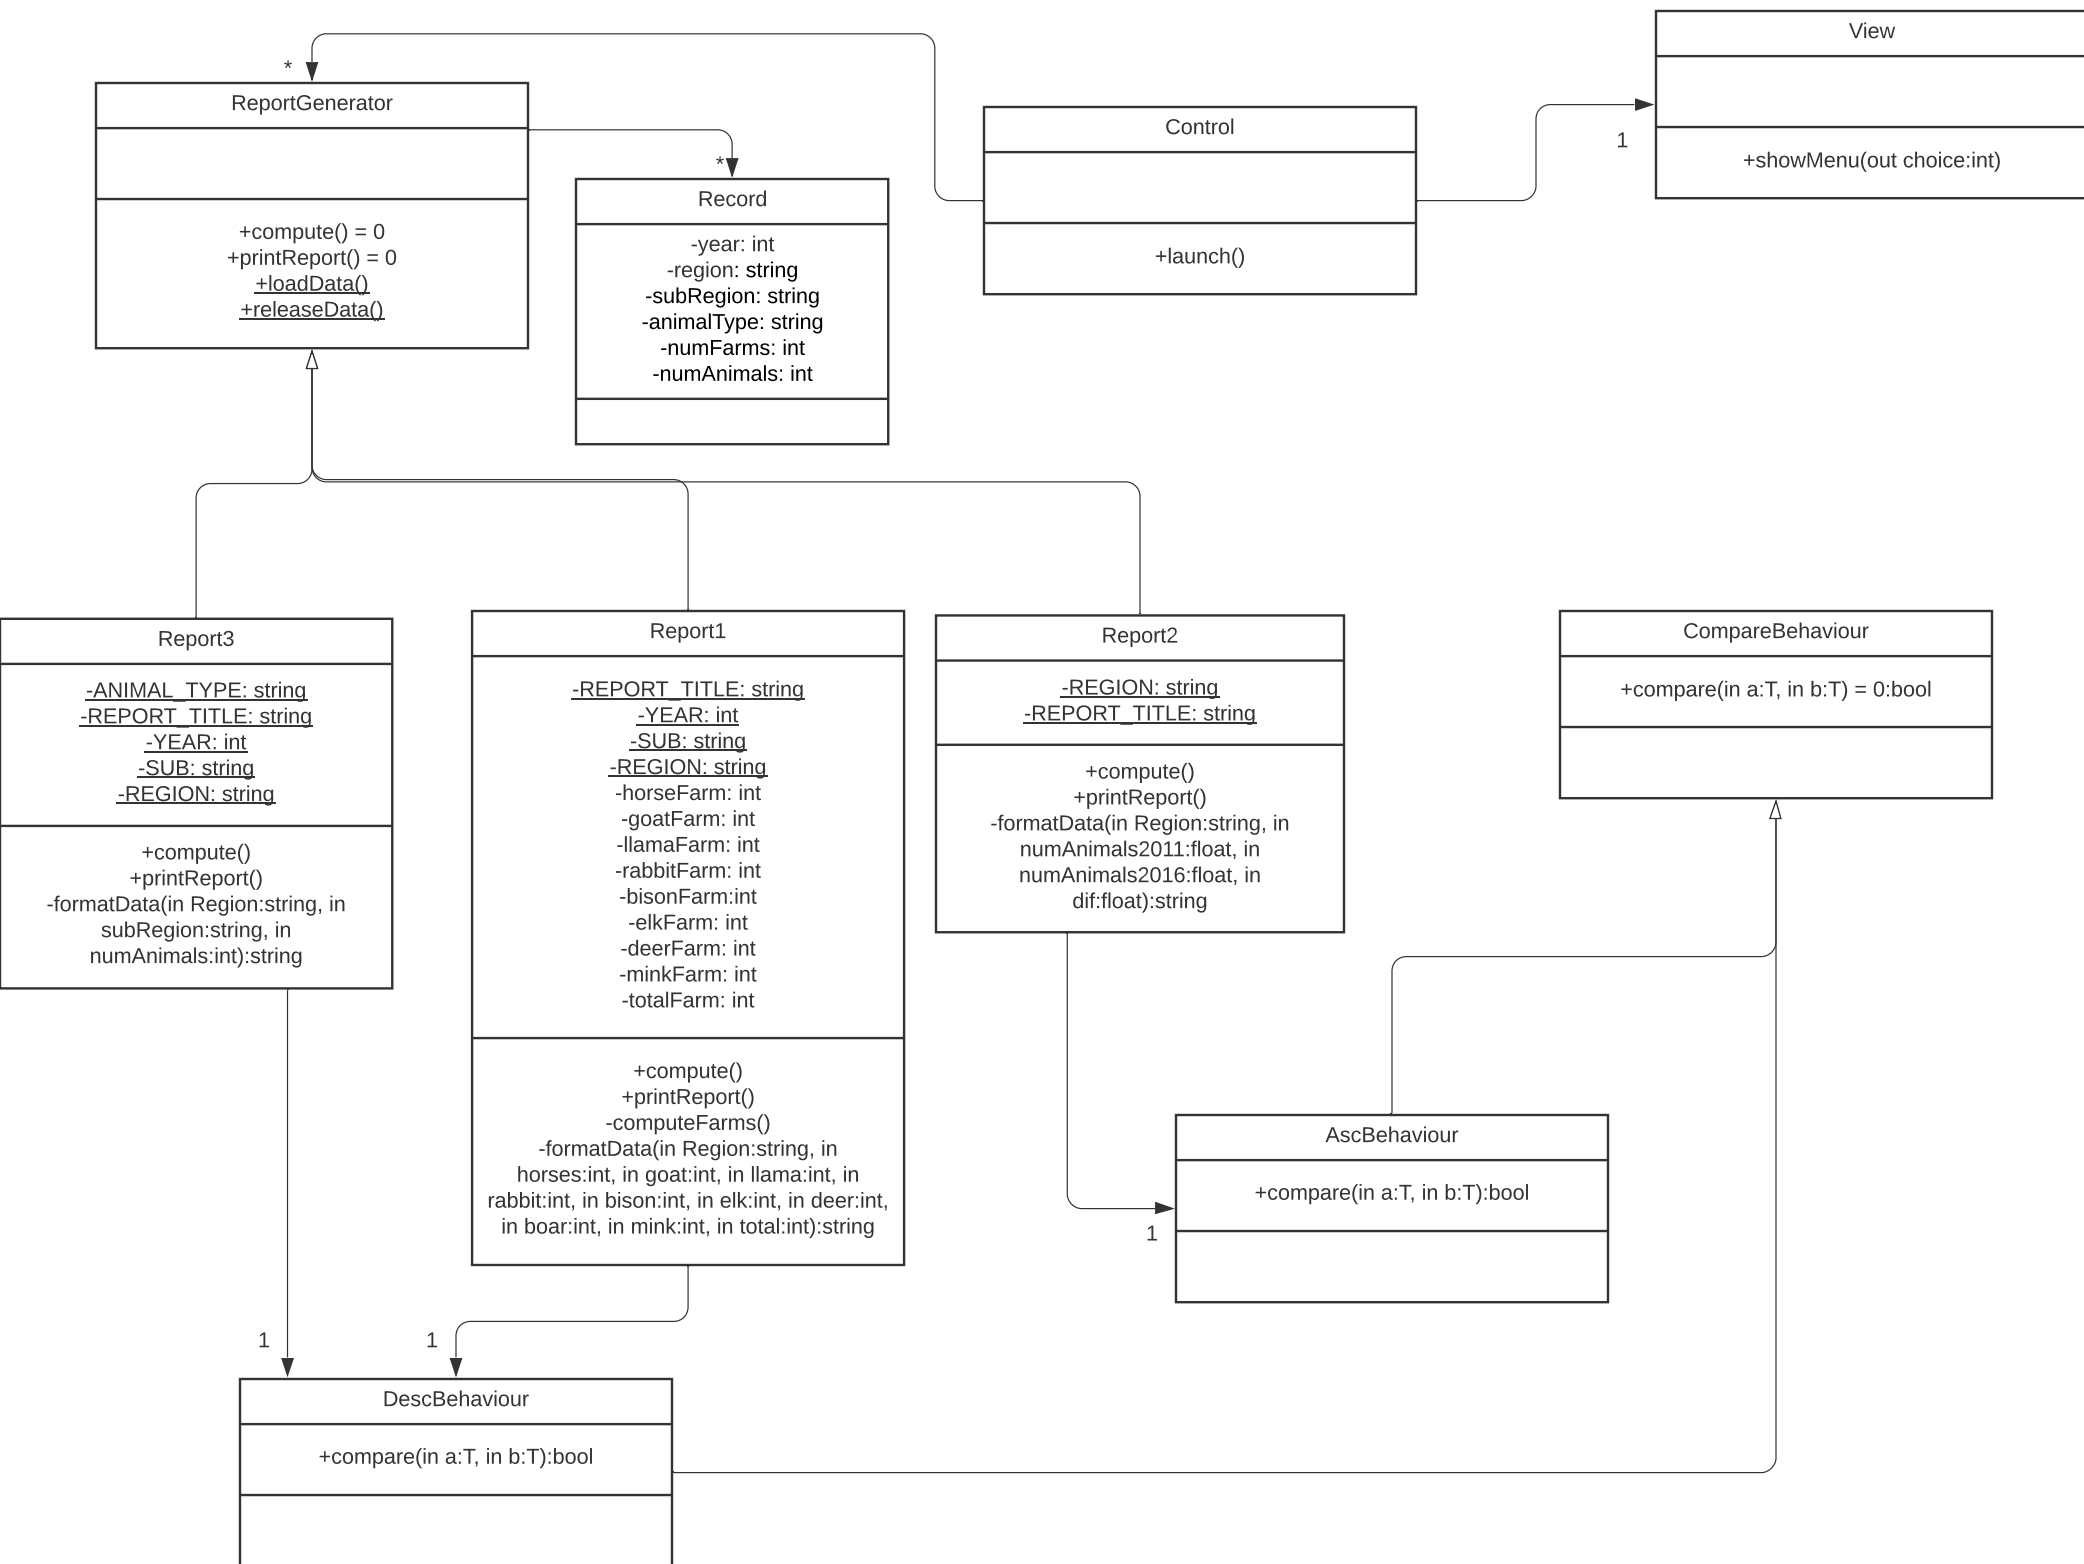 View
+showMenu(out choice:int)
*
ReportGenerator
+compute() = 0
+printReport() = 0
+loadData()
+releaseData()
*
Record
-year: int
-region: string
-subRegion: string
-animalType: string
-numFarms: int
-numAnimals: int
Control
+launch()
1
Report3
-ANIMAL_TYPE: string
-REPORT_TITLE: string
-YEAR: int
-SUB: string
-REGION: string
+compute()
+printReport()
-formatData(in Region:string, in
subRegion:string, in
numAnimals:int):string
Report1
-REPORT_TITLE: string
-YEAR: int
-SUB: string
-REGION: string
-horseFarm: int
-goatFarm: int
-llamaFarm: int
-rabbitFarm: int
-bisonFarm:int
-elkFarm: int
-deerFarm: int
-minkFarm: int
-totalFarm: int
+compute()
+printReport()
-computeFarms()
-formatData(in Region:string, in
horses:int, in goat:int, in llama:int, in
rabbit:int, in bison:int, in elk:int, in deer:int,
in boar:int, in mink:int, in total:int):string
Report2
-REGION: string
-REPORT_TITLE: string
+compute()
+printReport()
-formatData(in Region:string, in
numAnimals2011:float, in
numAnimals2016:float, in
dif:float):string
CompareBehaviour
+compare(in a:T, in b:T) = 0:bool
AscBehaviour
+compare(in a:T, in b:T):bool
1
1
1
DescBehaviour
+compare(in a:T, in b:T):bool